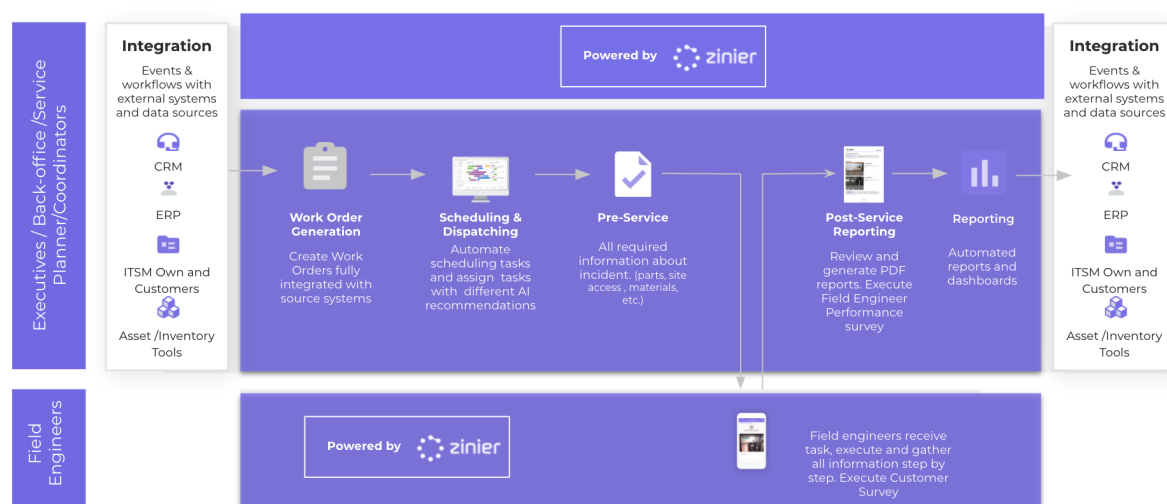 Executives / Back-office /Service
Planner/Coordinators
Integration
Events &
workflows with
external systems
and data sources
CRM
ERP
ITSM Own and
Customers
Asset /Inventory
Tools
Powered by zinier
Work Order
Generation
Create Work
Orders fully
integrated with
source systems
Scheduling &
Dispatching
Automate
scheduling tasks
and assign tasks
with different AI
recommendations
Pre-Service
All required
information about
incident. (parts, site
access , materials,
etc.)
Post-Service
Reporting
Review and
generate PDF
reports. Execute
Field Engineer
Performance
survey
Reporting
Automated
reports and
dashboards
Integration
Events &
workflows with
external systems
and data sources
CRM
ERP
ITSM Own and
Customers
Asset /Inventory
Tools
Field
Engineers
Powered by zinier
Field engineers receive
task, execute and gather
all information step by
step. Execute Customer
Survey